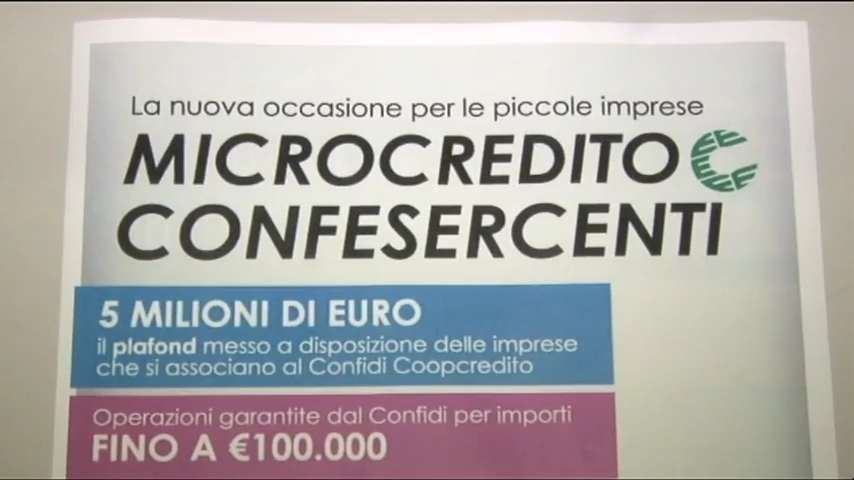 La nuova occasione per le piccole imprese
MICROCREDITO
CONFESERCENTI
5 MILIONI DI EURO
il plafond messo a disposizione delle imprese
che si associano al Confidi Coopcredito
Operazioni garantite dal Confidi per importi
FINO A €100.000